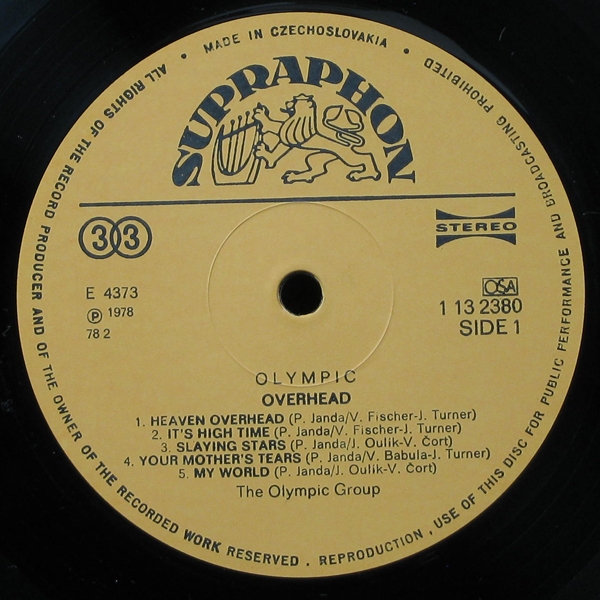 ALL RIGHTS OF THE RECORD PRODUCER AND OF THE OWNER OF THE RECORDED WORK RESERVED . REPRODUCTION , USE OF THIS DISC FOR PUBLIC PERFORMANCE AND BROADCASTING PROHIBITED
• MADE IN CZECHOSLOVAKIA •
SUPRAPHON
33
STEREO
E 4373
Ⓟ 1978
78 2
OSA
1 13 2380
SIDE 1
OLYMPIC
OVERHEAD
1. HEAVEN OVERHEAD (P. Janda/V. Fischer-J. Turner)
2. IT'S HIGH TIME (P. Janda/V. Fischer-J. Turner)
3. SLAYING STARS (P. Janda/J. Oulik-V. Čort)
4. YOUR MOTHER'S TEARS (P. Janda/V. Babula-J. Turner)
5. MY WORLD (P. Janda/J. Oulik-V. Čort)
The Olympic Group